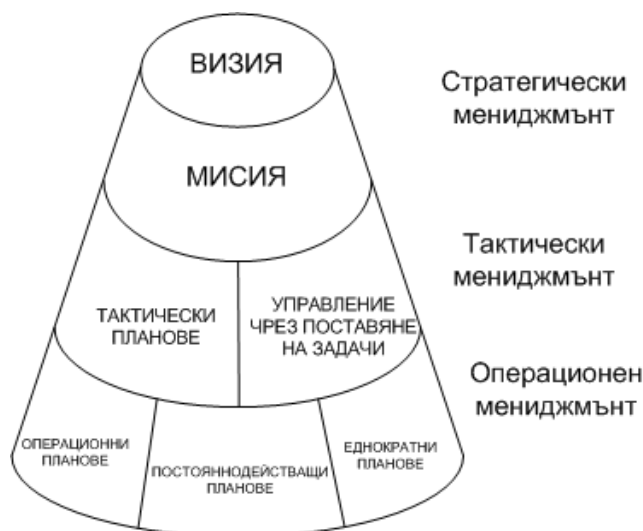 ВИЗИЯ
Стратегически
мениджмънт
МИСИЯ
Тактически
мениджмънт
ТАКТИЧЕСКИ
ПЛАНОВЕ
УПРАВЛЕНИЕ
ЧРЕЗ ПОСТАВЯНЕ
НА ЗАДАЧИ
Операционен
мениджмънт
ОПЕРАЦИОННИ
ПЛАНОВЕ
ПОСТОЯННОДЕЙСТВАЩИ
ПЛАНОВЕ
ЕДНОКРАТНИ
ПЛАНОВЕ